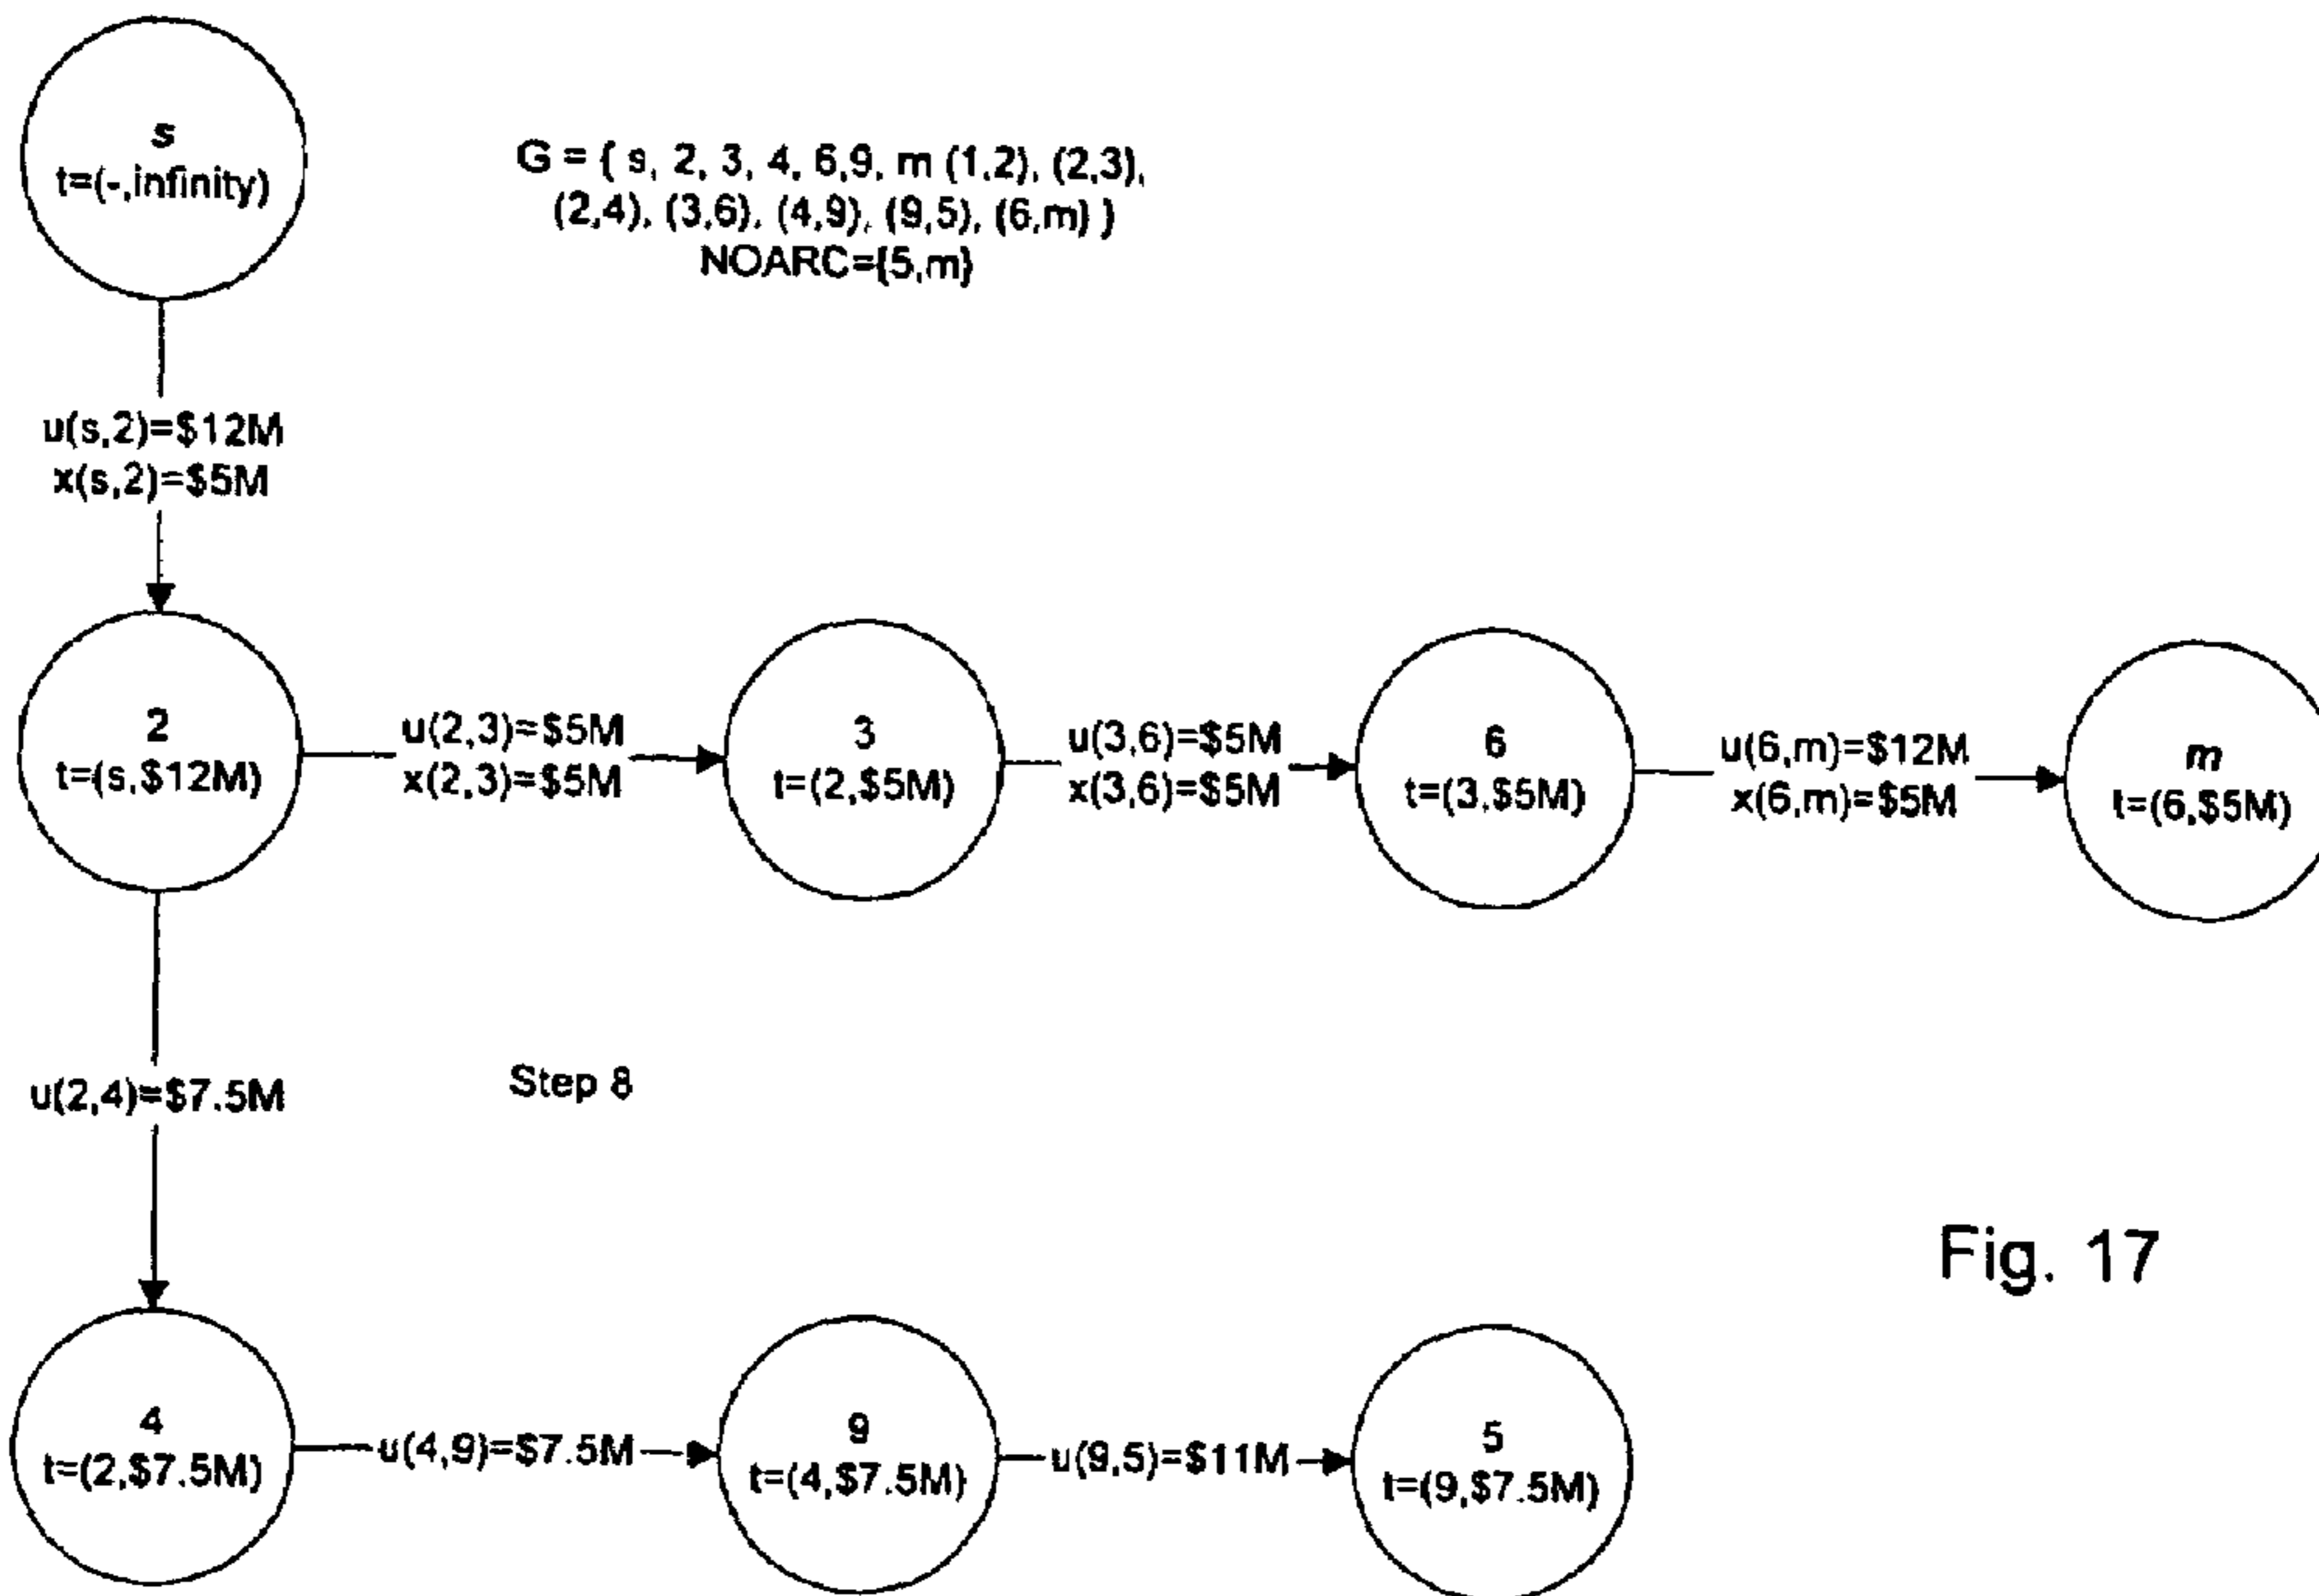 s
t=(-,infinity)
G = { s, 2, 3, 4, 6,9, m (1,2), (2,3),
(2,4), (3,6), (4,9), (9,5), (6,m) }
NOARC={5,m}
u(s,2)=$12M
x(s,2)=$5M
2
t=(s,$12M)
u(2,3)=$5M
x(2,3)=$5M
3
t=(2,$5M)
u(3,6)=$5M
x(3,6)=$5M
6
t=(3,$5M)
u(6,m)=$12M
x(6,m)=$5M
m
t=(6,$5M)
u(2,4)=$7.5M
Step 8
Fig. 17
4
t=(2,$7.5M)
u(4,9)=$7.5M
9
t=(4,$7.5M)
u(9,5)=$11M
5
t=(9,$7.5M)